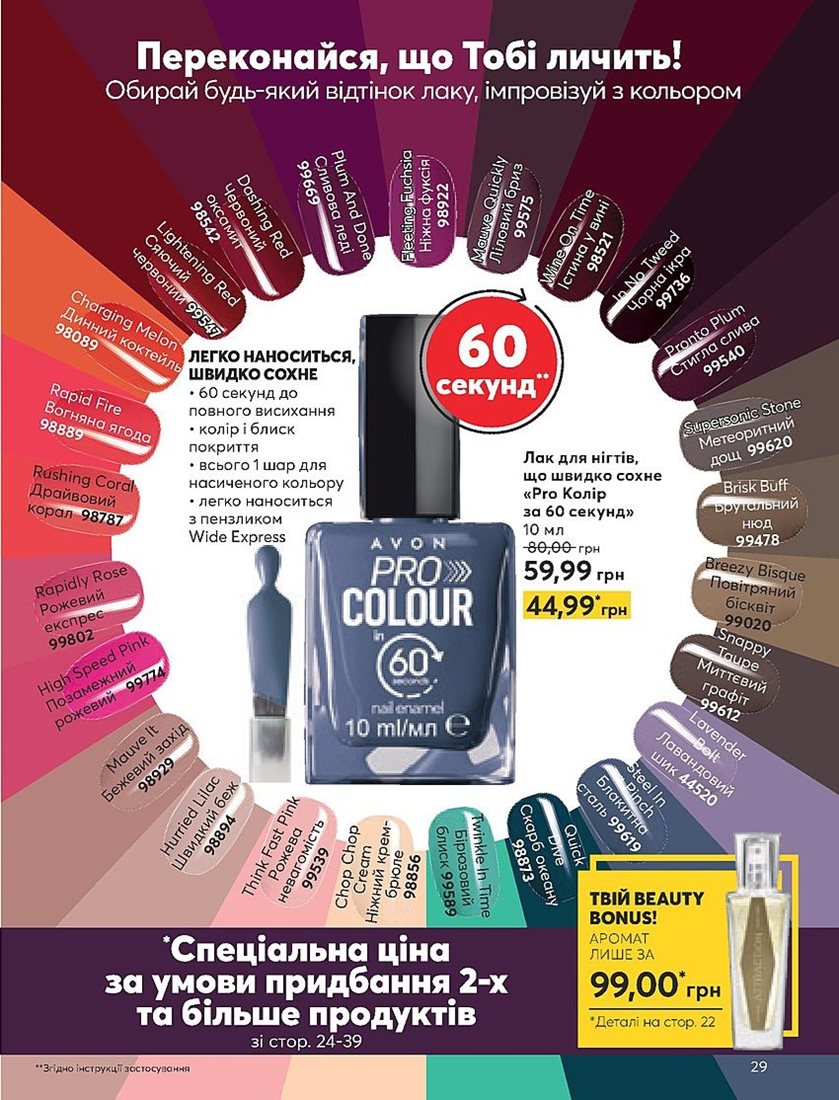 Переконайся, що Тобі личить!
Обирай будь-який відтінок лаку, імпровізуй з кольором
Charging Melon
Динний коктейль
98089
Lightening Red
Сяючий
червоний 99547
Dashing Red
Червоний
оксамит
98542
Plum And Done
Сливова леді
99669
Fleeting Fuchsia
Ніжна фуксія
98922
Mauve Quickly
Ліловий бриз
99575
Wine On Time
Істина у вині
98521
In No Tweed
Чорна ікра
99736
Pronto Plum
Стигла слива
99540
Supersonic Stone
Метеоритний
дощ 99620
Brisk Buff
Брутальний
нюд
99478
Breezy Bisque
Повітряний
бісквіт
99020
Snappy
Taupe
Миттєвий
графіт
99612
Lavender
Bolt
Лавандовий
шик 44520
Steel In
Pinch
Блакитна
сталь 99619
Quick
Dive
Скарб океану
98873
Twinkle In Time
Бірюзовий
блиск 99589
Chop Chop
Cream
Ніжний крем-
брюле
98856
Think Fast Pink
Рожева
невагомість
99539
Hurried Lilac
Швидкий беж
98894
Mauve It
Бежевий захід
98929
High Speed Pink
Позамежний
рожевий 99774
Rapidly Rose
Рожевий
експрес
99802
Rushing Coral
Драйвовий
корал 98787
Rapid Fire
Вогняна ягода
98889
ЛЕГКО НАНОСИТЬСЯ,
ШВИДКО СОХНЕ
• 60 секунд до
повного висихання
• колір і блиск
покриття
• всього 1 шар для
насиченого кольору
• легко наноситься
з пензликом
Wide Express
60
секунд**
Лак для нігтів,
що швидко сохне
«Pro Колір
за 60 секунд»
10 мл
80,00 грн
59,99 грн
44,99*грн
AVON
PRO
COLOUR
in
60
seconds
nail enamel
10 ml/мл e
ТВІЙ BEAUTY
BONUS!
АРОМАТ
ЛИШЕ ЗА
99,00*грн
*Деталі на стор. 22
*Спеціальна ціна
за умови придбання 2-х
та більше продуктів
зі стор. 24-39
**Згідно інструкції застосування
29